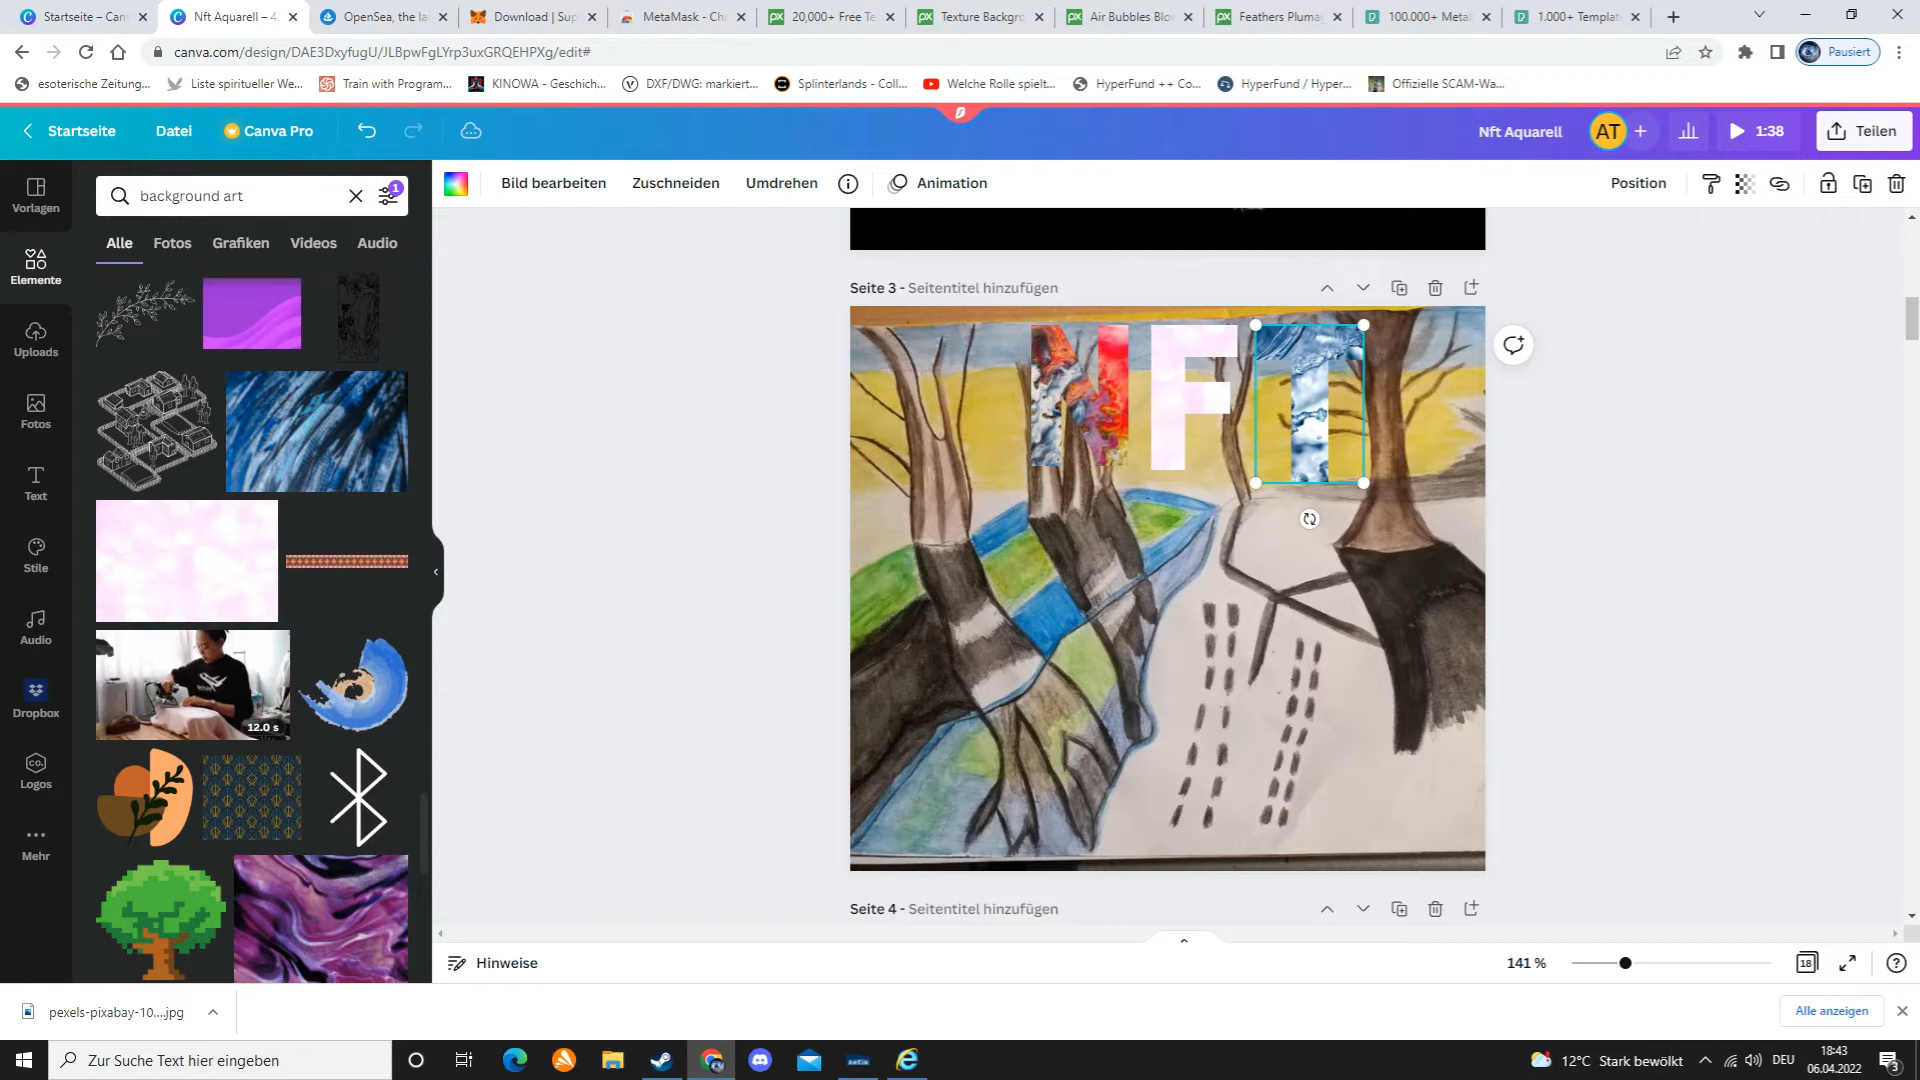 Startseite – Canv
Nft Aquarell – 4
OpenSea, the la
Download | Sup
MetaMask - Ch
20,000+ Free Te
Texture Backgro
Air Bubbles Blo
Feathers Pluma
100.000+ Metal
1.000+ Templat
canva.com/design/DAE3DxyfugU/JLBpwFgLYrp3uxGRQEHPXg/edit#
Pausiert
esoterische Zeitung...
Liste spiritueller We...
Train with Program...
KINOWA - Geschich...
DXF/DWG: markiert...
Splinterlands - Coll...
Welche Rolle spielt...
HyperFund ++ Co...
HyperFund / Hyper...
Offizielle SCAM-Wa...
Startseite
Datei
Canva Pro
Nft Aquarell
AT
1:38
Teilen
background art
1
Bild bearbeiten
Zuschneiden
Umdrehen
Animation
Position
Vorlagen
Elemente
Uploads
Fotos
Text
Stile
Audio
Dropbox
CO.
Logos
Mehr
Alle
Fotos
Grafiken
Videos
Audio
12.0 s
Seite 3 - Seitentitel hinzufügen
NFT
Seite 4 - Seitentitel hinzufügen
Hinweise
141 %
18
pexels-pixabay-10....jpg
Alle anzeigen
Zur Suche Text hier eingeben
12°C Stark bewölkt
DEU
18:43
06.04.2022
3